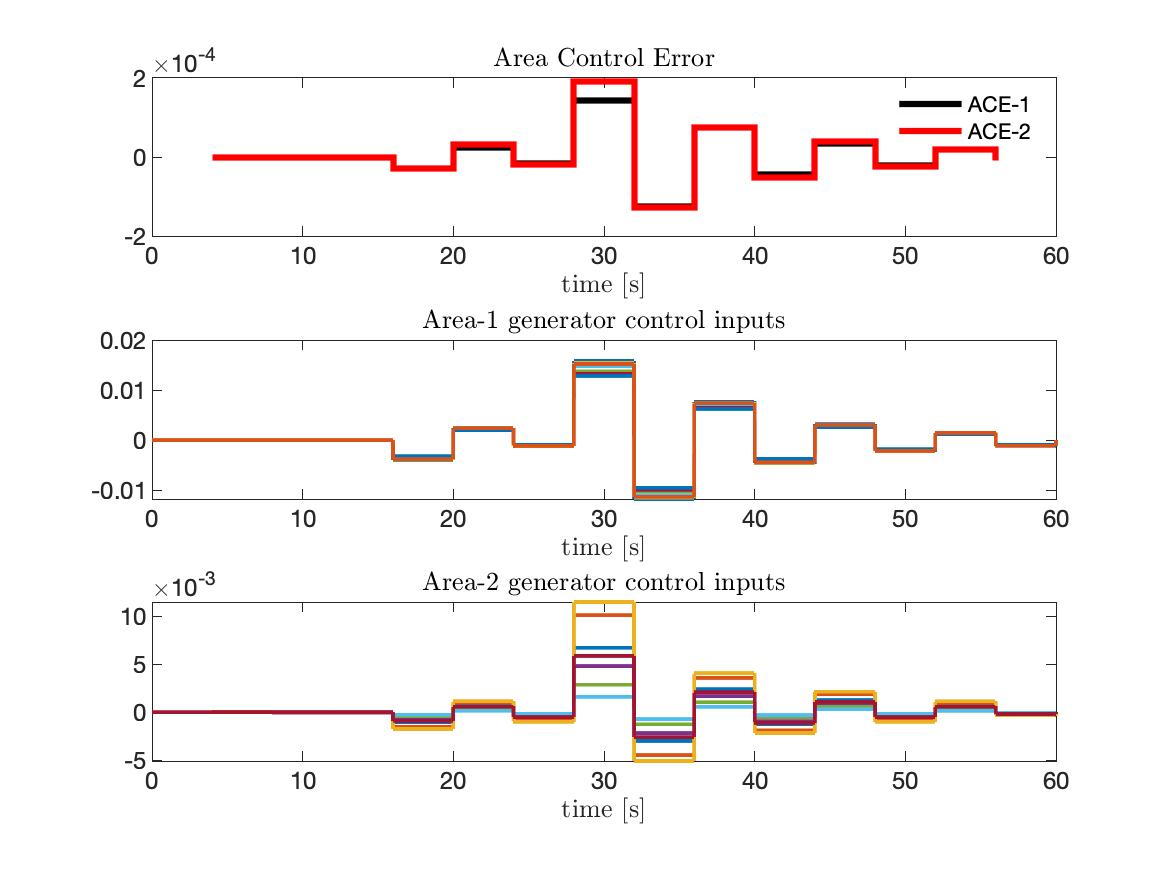 Area Control Error
×10-4
2
0
-2
ACE-1
ACE-2
0 10 20 30 40 50 60
time [s]
Area-1 generator control inputs
0.02
0.01
0
-0.01
0 10 20 30 40 50 60
time [s]
Area-2 generator control inputs
×10-3
10
5
0
-5
0 10 20 30 40 50 60
time [s]